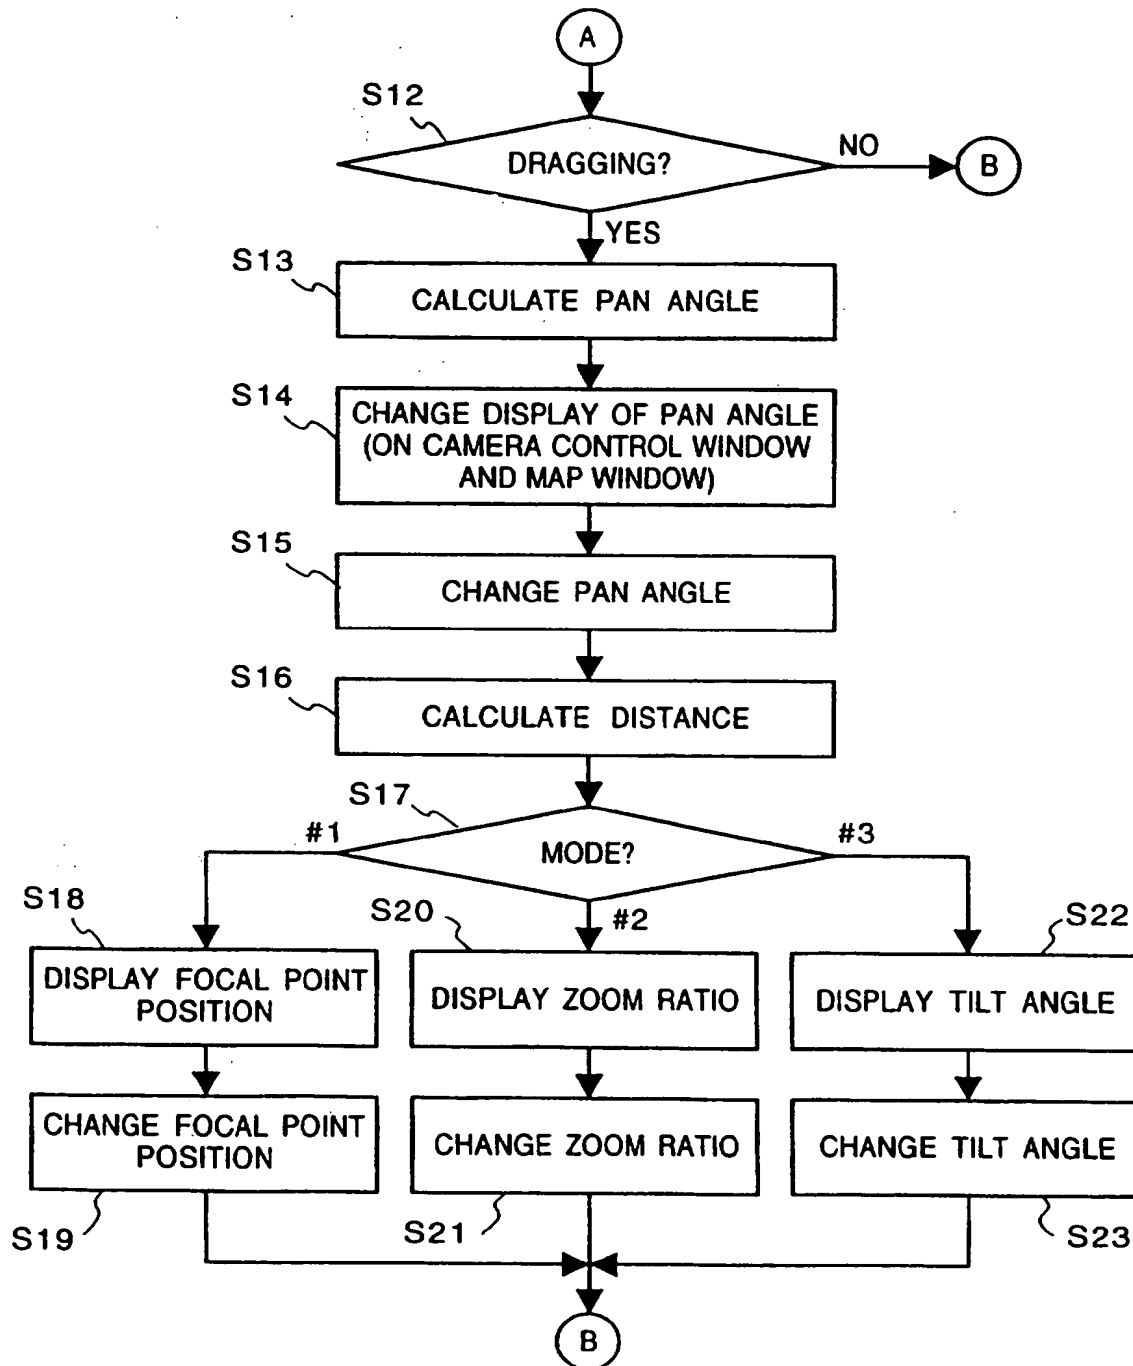 A
S12
DRAGGING?
NO
B
YES
S13
CALCULATE PAN ANGLE
S14
CHANGE DISPLAY OF PAN ANGLE
(ON CAMERA CONTROL WINDOW
AND MAP WINDOW)
S15
CHANGE PAN ANGLE
S16
CALCULATE DISTANCE
S17
#1
MODE?
#3
#2
S18
DISPLAY FOCAL POINT
POSITION
S20
DISPLAY ZOOM RATIO
S22
DISPLAY TILT ANGLE
CHANGE FOCAL POINT
POSITION
S19
CHANGE ZOOM RATIO
S21
CHANGE TILT ANGLE
S23
B